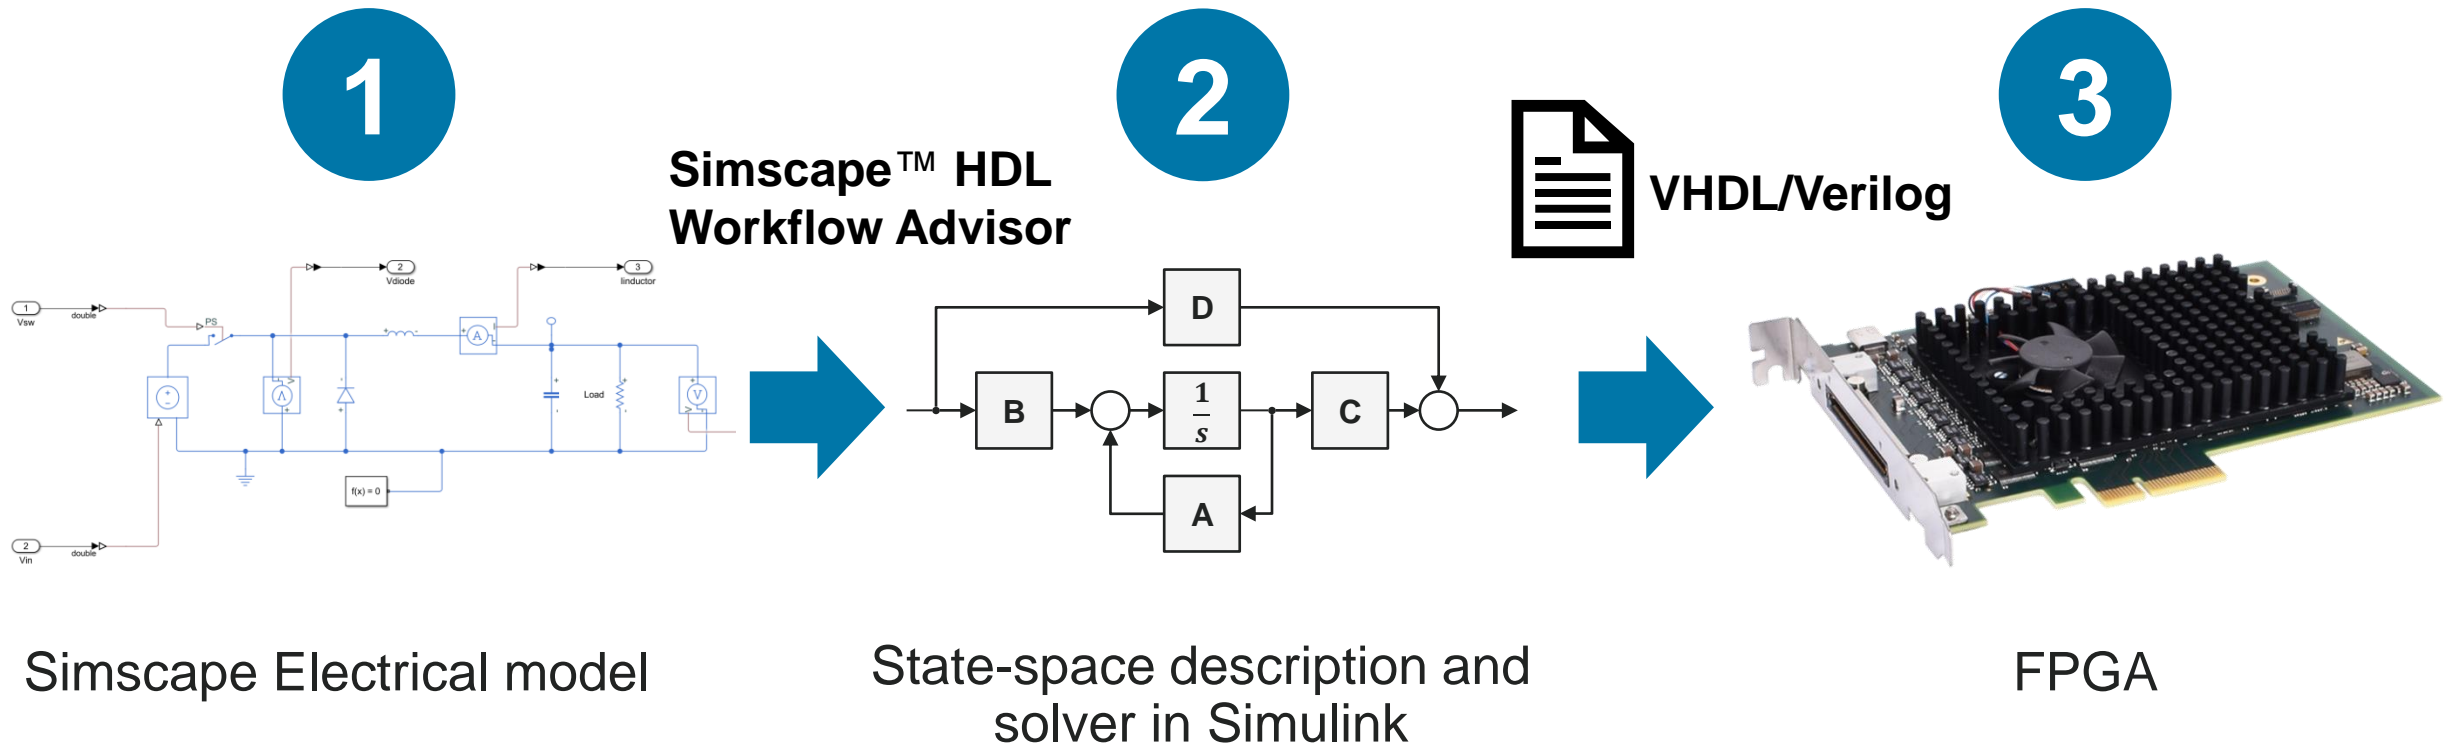 1
2
3
Simscape™ HDL
Workflow Advisor
VHDL/Verilog
2
Vdiode
3
Iinductor
1
Vsw
double
PS
A
V
V
Load
f(x) = 0
2
Vin
double
D
B
1
s
C
A
Simscape Electrical model
State-space description and
solver in Simulink
FPGA